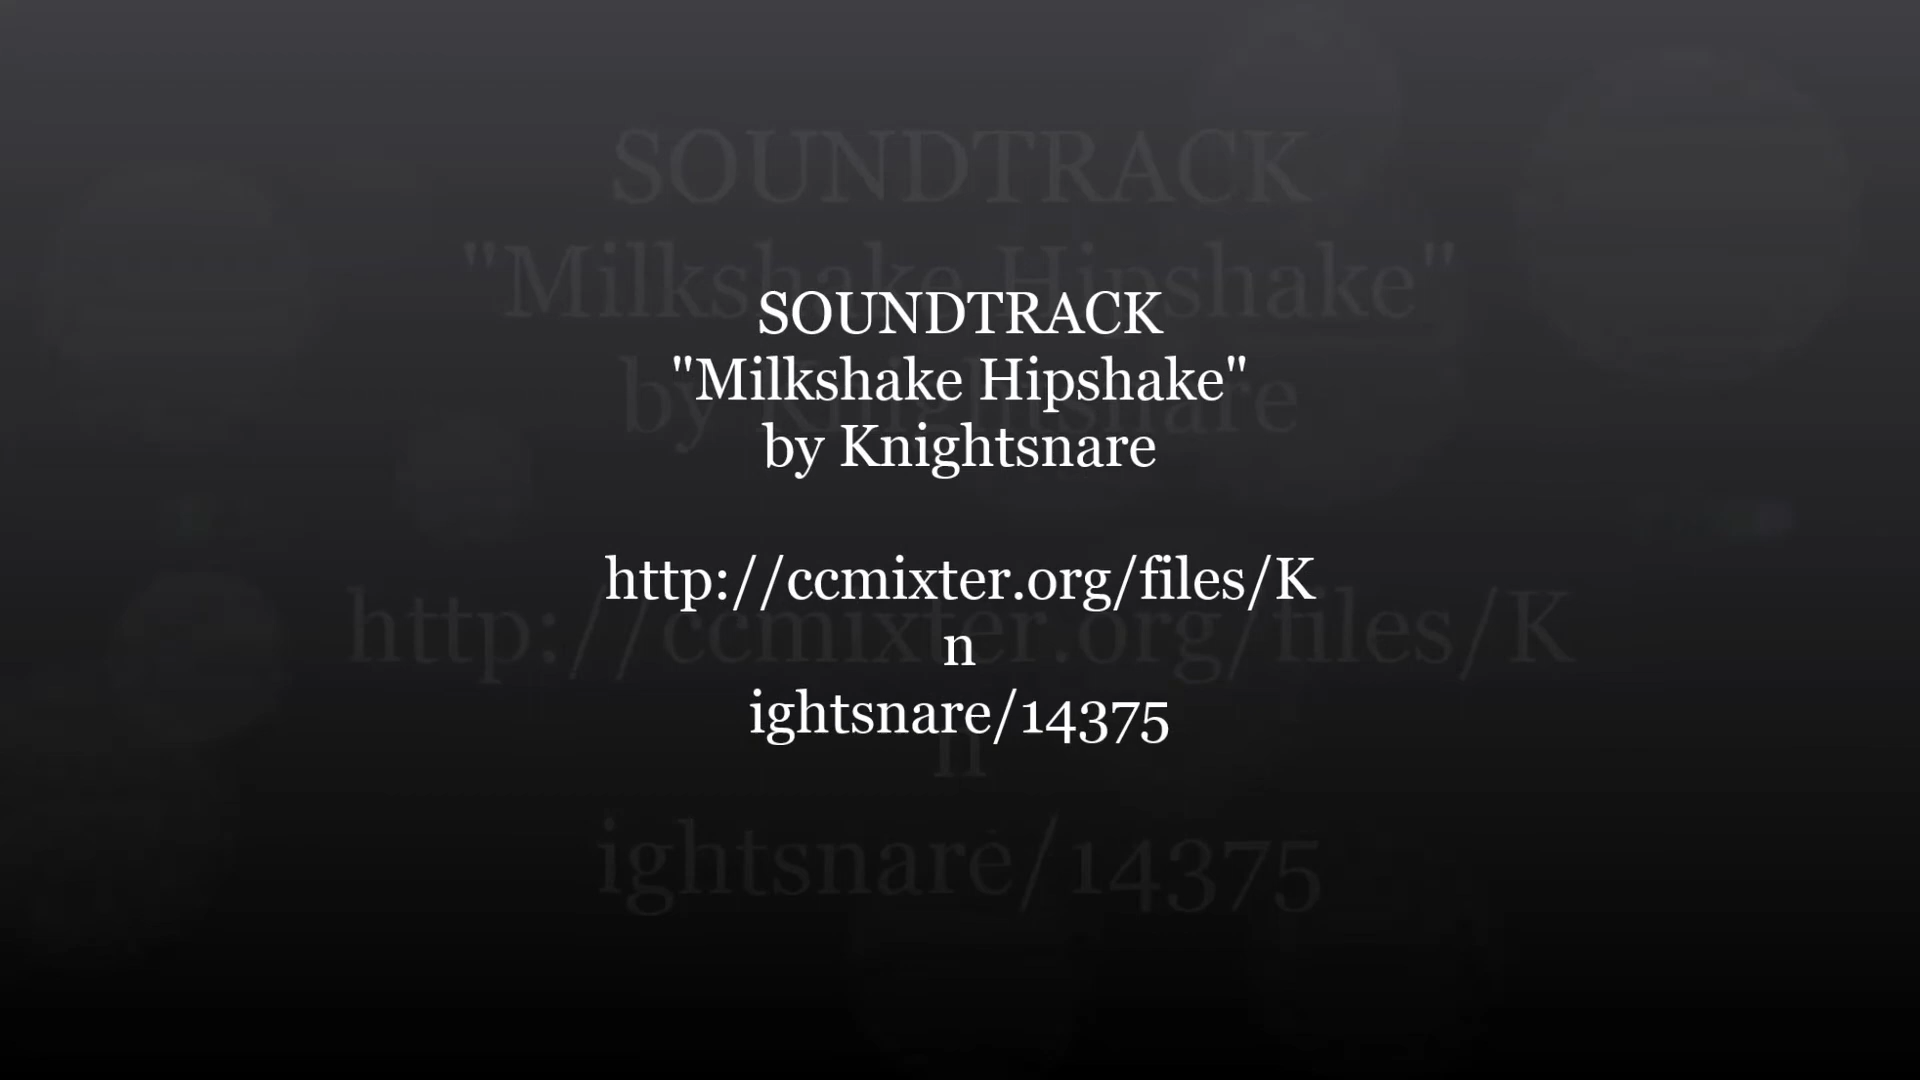 SOUNDTRACK
"Milkshake Hipshake"
by Knightsnare
http://ccmixter.org/files/K
n
ightsnare/14375